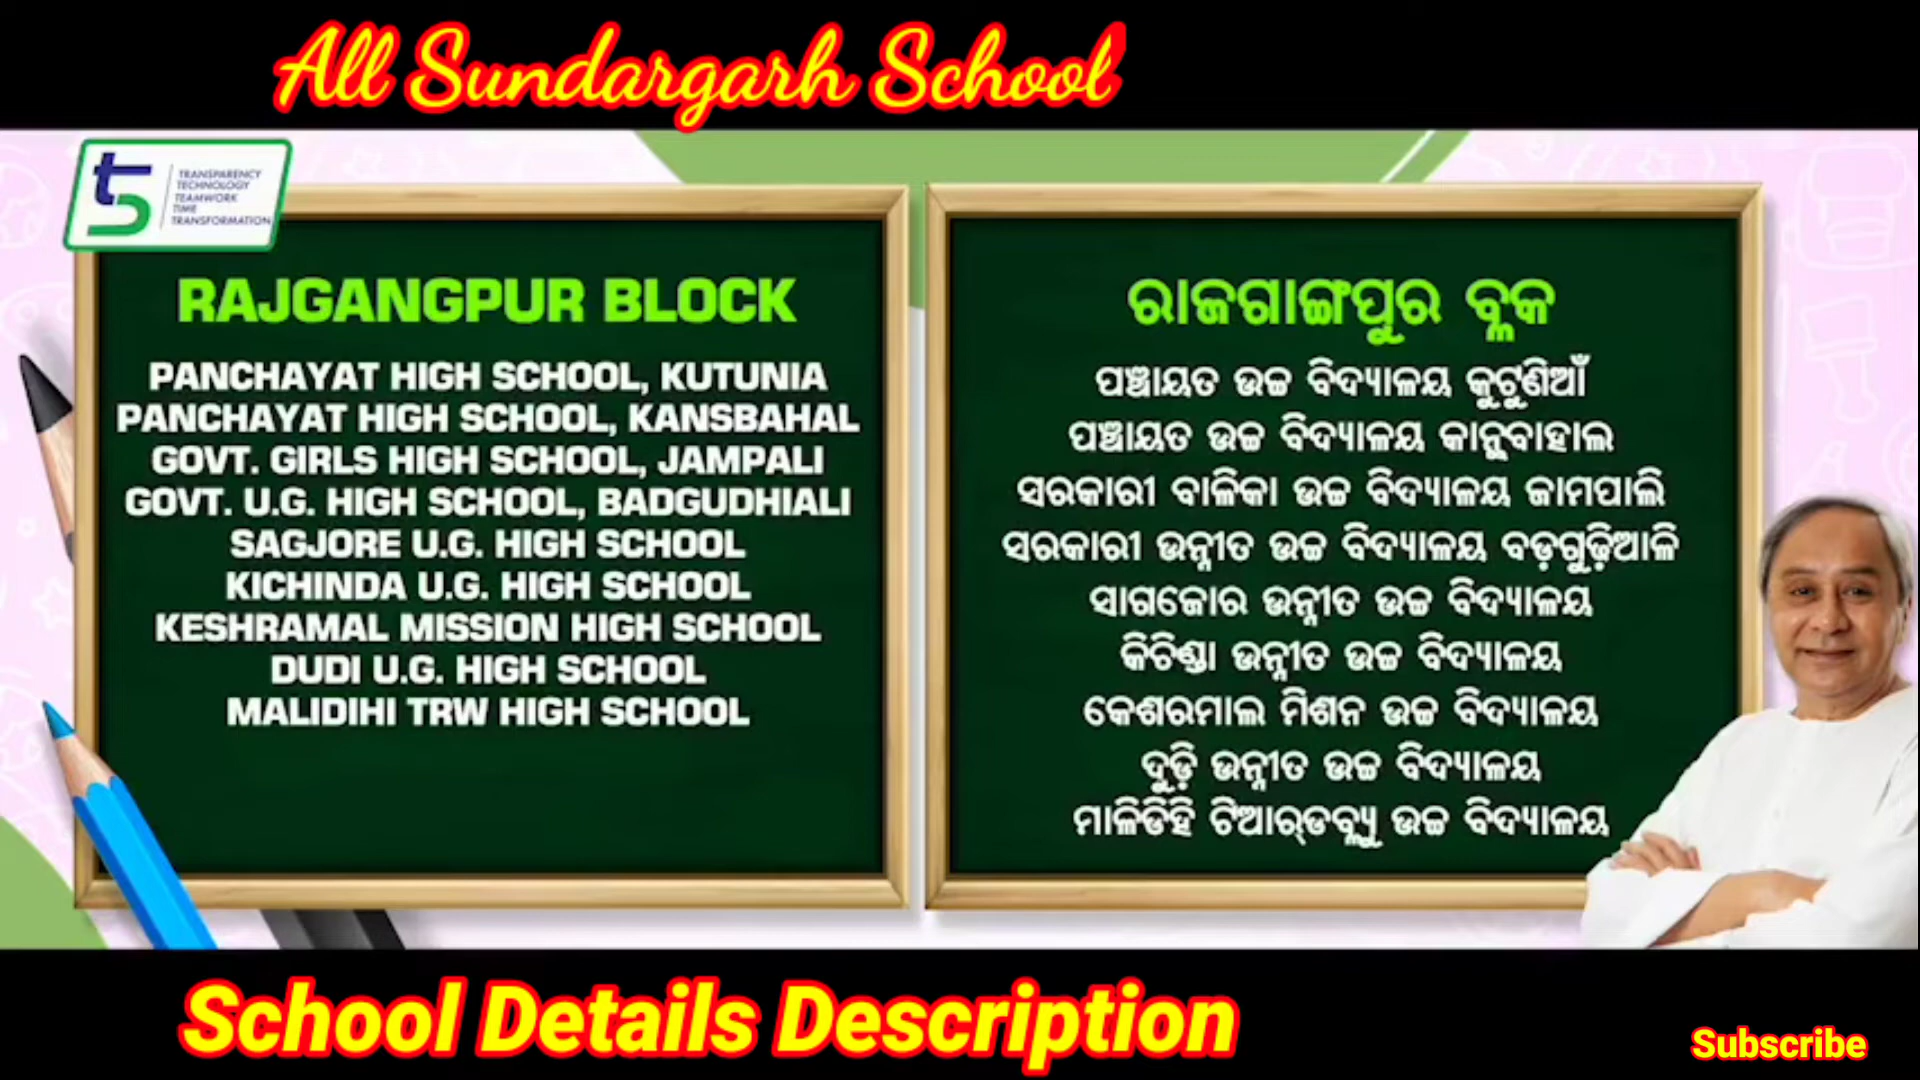 All Sundargarh School
TRANSPARENCY
TECHNOLOGY
TEAMWORK
TIME
TRANSFORMATION
RAJGANGPUR BLOCK
PANCHAYAT HIGH SCHOOL, KUTUNIA
PANCHAYAT HIGH SCHOOL, KANSBAHAL
GOVT. GIRLS HIGH SCHOOL, JAMPALI
GOVT. U.G. HIGH SCHOOL, BADGUDHIALI
SAGJORE U.G. HIGH SCHOOL
KICHINDA U.G. HIGH SCHOOL
KESHRAMAL MISSION HIGH SCHOOL
DUDI U.G. HIGH SCHOOL
MALIDIHI TRW HIGH SCHOOL
ରାଜଗାଙ୍ଗପୁର ବ୍ଲକ
ପଞ୍ଚାୟତ ଉଚ୍ଚ ବିଦ୍ୟାଳୟ କୁଟୁଣିଆଁ
ପଞ୍ଚାୟତ ଉଚ୍ଚ ବିଦ୍ୟାଳୟ କାନ୍ଥବାହାଲ
ସରକାରୀ ବାଳିକା ଉଚ୍ଚ ବିଦ୍ୟାଳୟ ଜାମପାଲି
ସରକାରୀ ଉନ୍ନୀତ ଉଚ୍ଚ ବିଦ୍ୟାଳୟ ବଡ଼ଗୁଢ଼ିଆଳି
ସାଗଜୋର ଉନ୍ନୀତ ଉଚ୍ଚ ବିଦ୍ୟାଳୟ
କିଚିଣ୍ଡା ଉନ୍ନୀତ ଉଚ୍ଚ ବିଦ୍ୟାଳୟ
କେଶରମାଲ ମିଶନ ଉଚ୍ଚ ବିଦ୍ୟାଳୟ
ଦୁଡ଼ି ଉନ୍ନୀତ ଉଚ୍ଚ ବିଦ୍ୟାଳୟ
ମାଳିଡିହି ଟିଆର୍‌ଡବ୍ଲ୍ୟୁ ଉଚ୍ଚ ବିଦ୍ୟାଳୟ
School Details Description
Subscribe